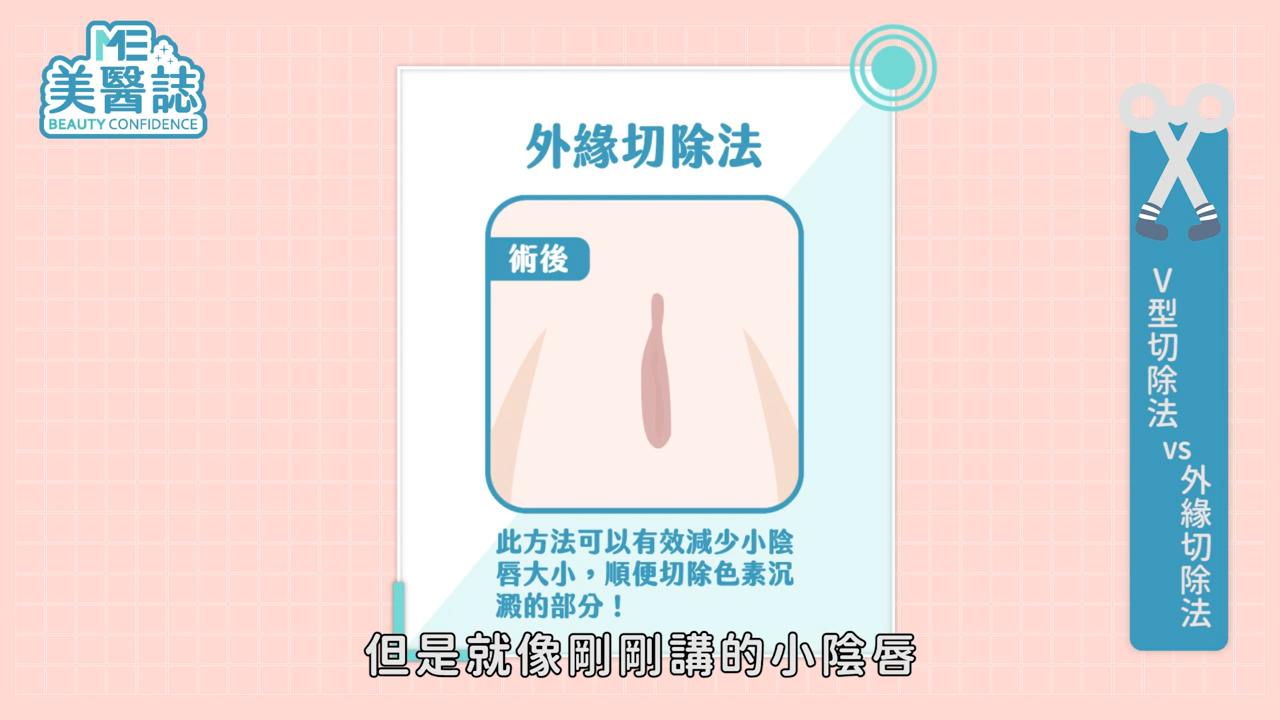 ME
美醫誌
BEAUTY CONFIDENCE
外緣切除法
術後
此方法可以有效減少小陰
唇大小，順便切除色素沉
澱的部分！
但是就像剛剛講的小陰唇
V型切除法
vs
外緣切除法